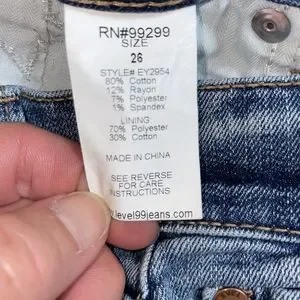 RN#99299
SIZE
26
STYLE# EY2954
80% Cotton
12% Rayon
7% Polyester
1% Spandex
LINING
70% Polyester
30% Cotton
MADE IN CHINA
SEE REVERSE
FOR CARE
INSTRUCTIONS
level99jeans.com